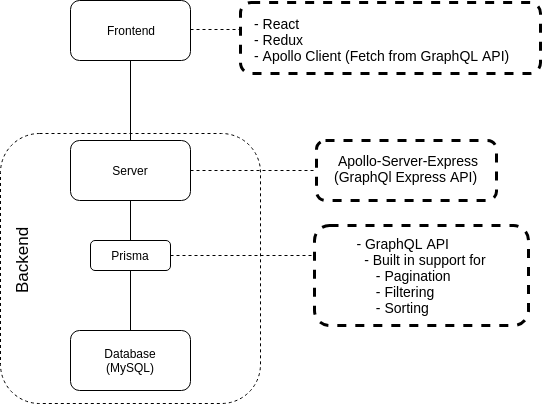 Frontend
- React
- Redux
- Apollo Client (Fetch from GraphQL API)
Server
Apollo-Server-Express
(GraphQl Express API)
Backend
Prisma
- GraphQL API
- Built in support for
- Pagination
- Filtering
- Sorting
Database
(MySQL)